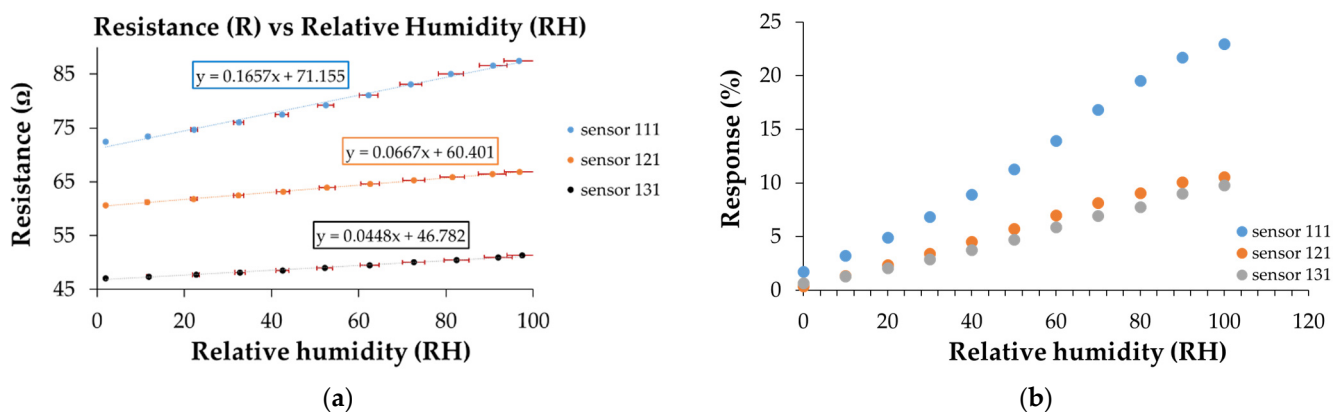 Resistance (R) vs Relative Humidity (RH)
Resistance (Ω)
85
75
65
55
45
y = 0.1657x + 71.155
y = 0.0667x + 60.401
y = 0.0448x + 46.782
sensor 111
sensor 121
sensor 131
0 20 40 60 80 100
Relative humidity (RH)
(a)
Response (%)
25
20
15
10
5
0
sensor 111
sensor 121
sensor 131
0 20 40 60 80 100 120
Relative humidity (RH)
(b)